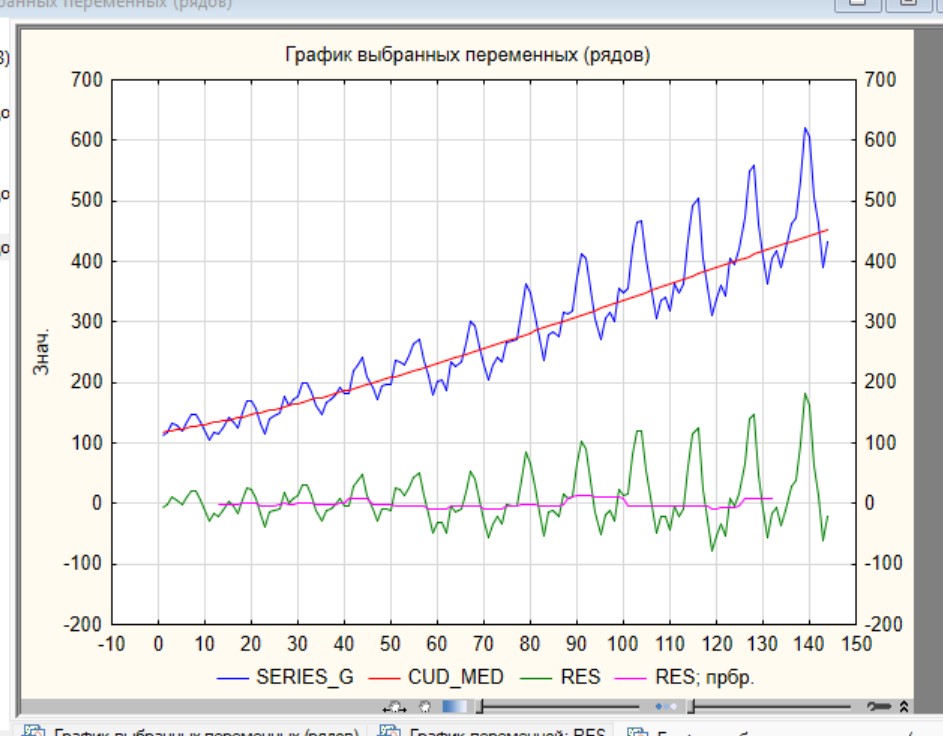 переменных (рядов)
График выбранных переменных (рядов)
700 700
600 600
500 500
400 400
300 300
200 200
100 100
0 0
-100 -100
-200 -200
Знач.
-10 0 10 20 30 40 50 60 70 80 90 100 110 120 130 140 150
SERIES_G CUD_MED RES RES; прбр.
График выбранных переменных (рядов) График переменной: RES